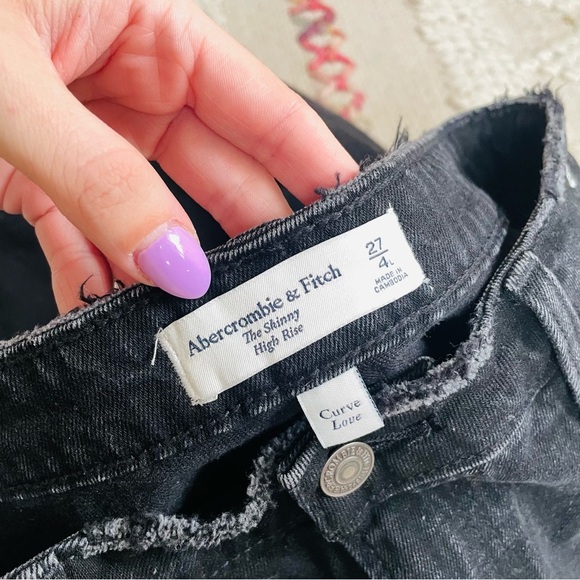 Abercrombie & Fitch
The Skinny
High Rise
27
4L
MADE IN
CAMBODIA
Curve
Love